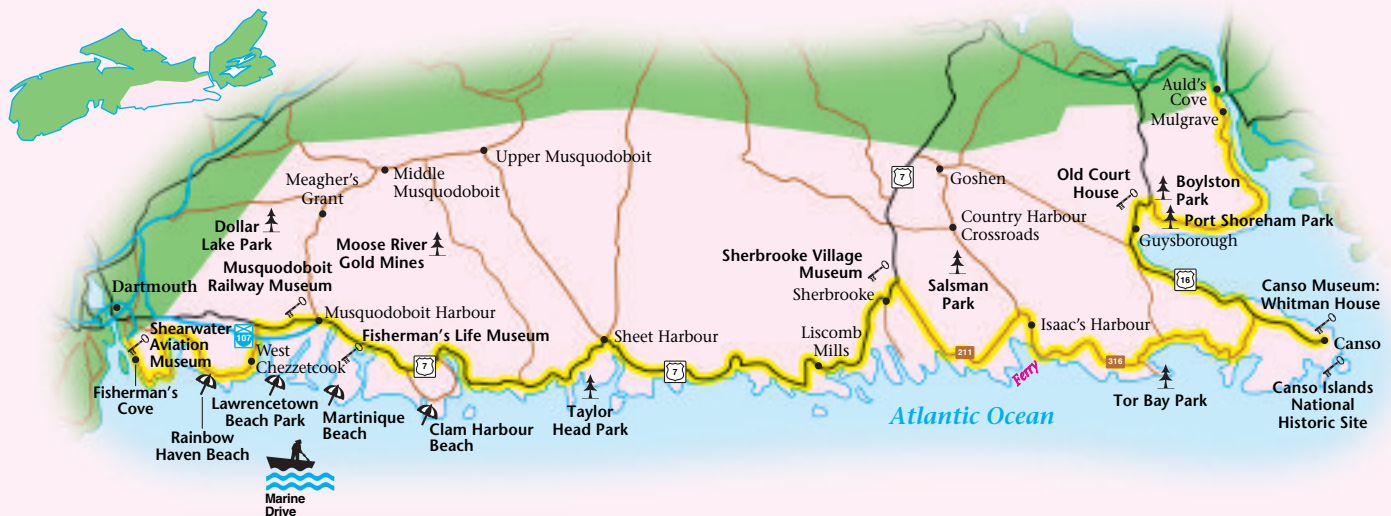 Auld's
Cove
Mulgrave
Upper Musquodoboit
Meagher's
Grant
Middle
Musquodoboit
7
Goshen
Old Court
House
Boylston
Park
Port Shoreham Park
Guysborough
Dollar
Lake Park
Moose River
Gold Mines
Country Harbour
Crossroads
Musquodoboit
Railway Museum
Sherbrooke Village
Museum
Sherbrooke
Salsman
Park
16
Canso Museum:
Whitman House
Dartmouth
Musquodoboit Harbour
Shearwater
Aviation
Museum
107
West
Chezzetcook
Fisherman's Life Museum
7
Sheet Harbour
7
Liscomb
Mills
211
Isaac's Harbour
Ferry
316
Canso
Fisherman's
Cove
Rainbow
Haven Beach
Lawrencetown
Beach Park
Martinique
Beach
Clam Harbour
Beach
Taylor
Head Park
Atlantic Ocean
Tor Bay Park
Canso Islands
National
Historic Site
Marine
Drive